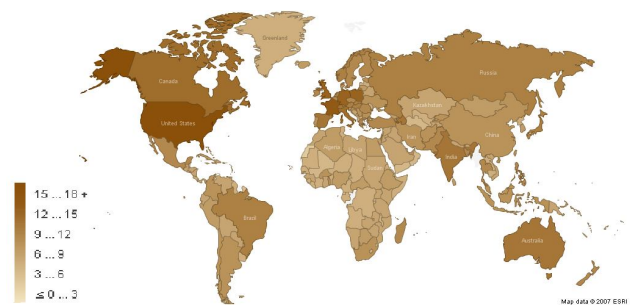 Greenland
Canada
Russia
United States
Kazakhstan
China
Iran
Algeria
Libya
Sudan
India
Brazil
Australia
15 ... 18 +
12 ... 15
9 ... 12
6 ... 9
3 ... 6
≤ 0 ... 3
Map data © 2007 ESRI